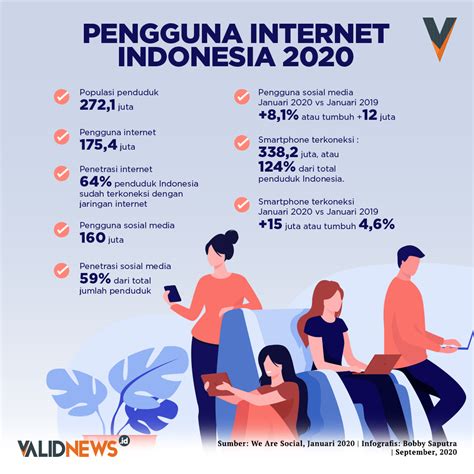 PENGGUNA INTERNET
INDONESIA 2020
Populasi penduduk
272,1 juta
Pengguna internet
175,4 juta
Penetrasi internet
64% penduduk Indonesia
sudah terkoneksi dengan
jaringan internet
Pengguna sosial media
160 juta
Penetrasi sosial media
59% dari total
jumlah penduduk
Pengguna sosial media
Januari 2020 vs Januari 2019
+8,1% atau tumbuh +12 juta
Smartphone terkoneksi :
338,2 juta, atau
124% dari total
penduduk Indonesia.
Smartphone terkoneksi
Januari 2020 vs Januari 2019
+15 juta atau tumbuh 4,6%
VALIDNEWS.id
Sumber: We Are Social, Januari 2020 | Infografis: Bobby Saputra
| September, 2020